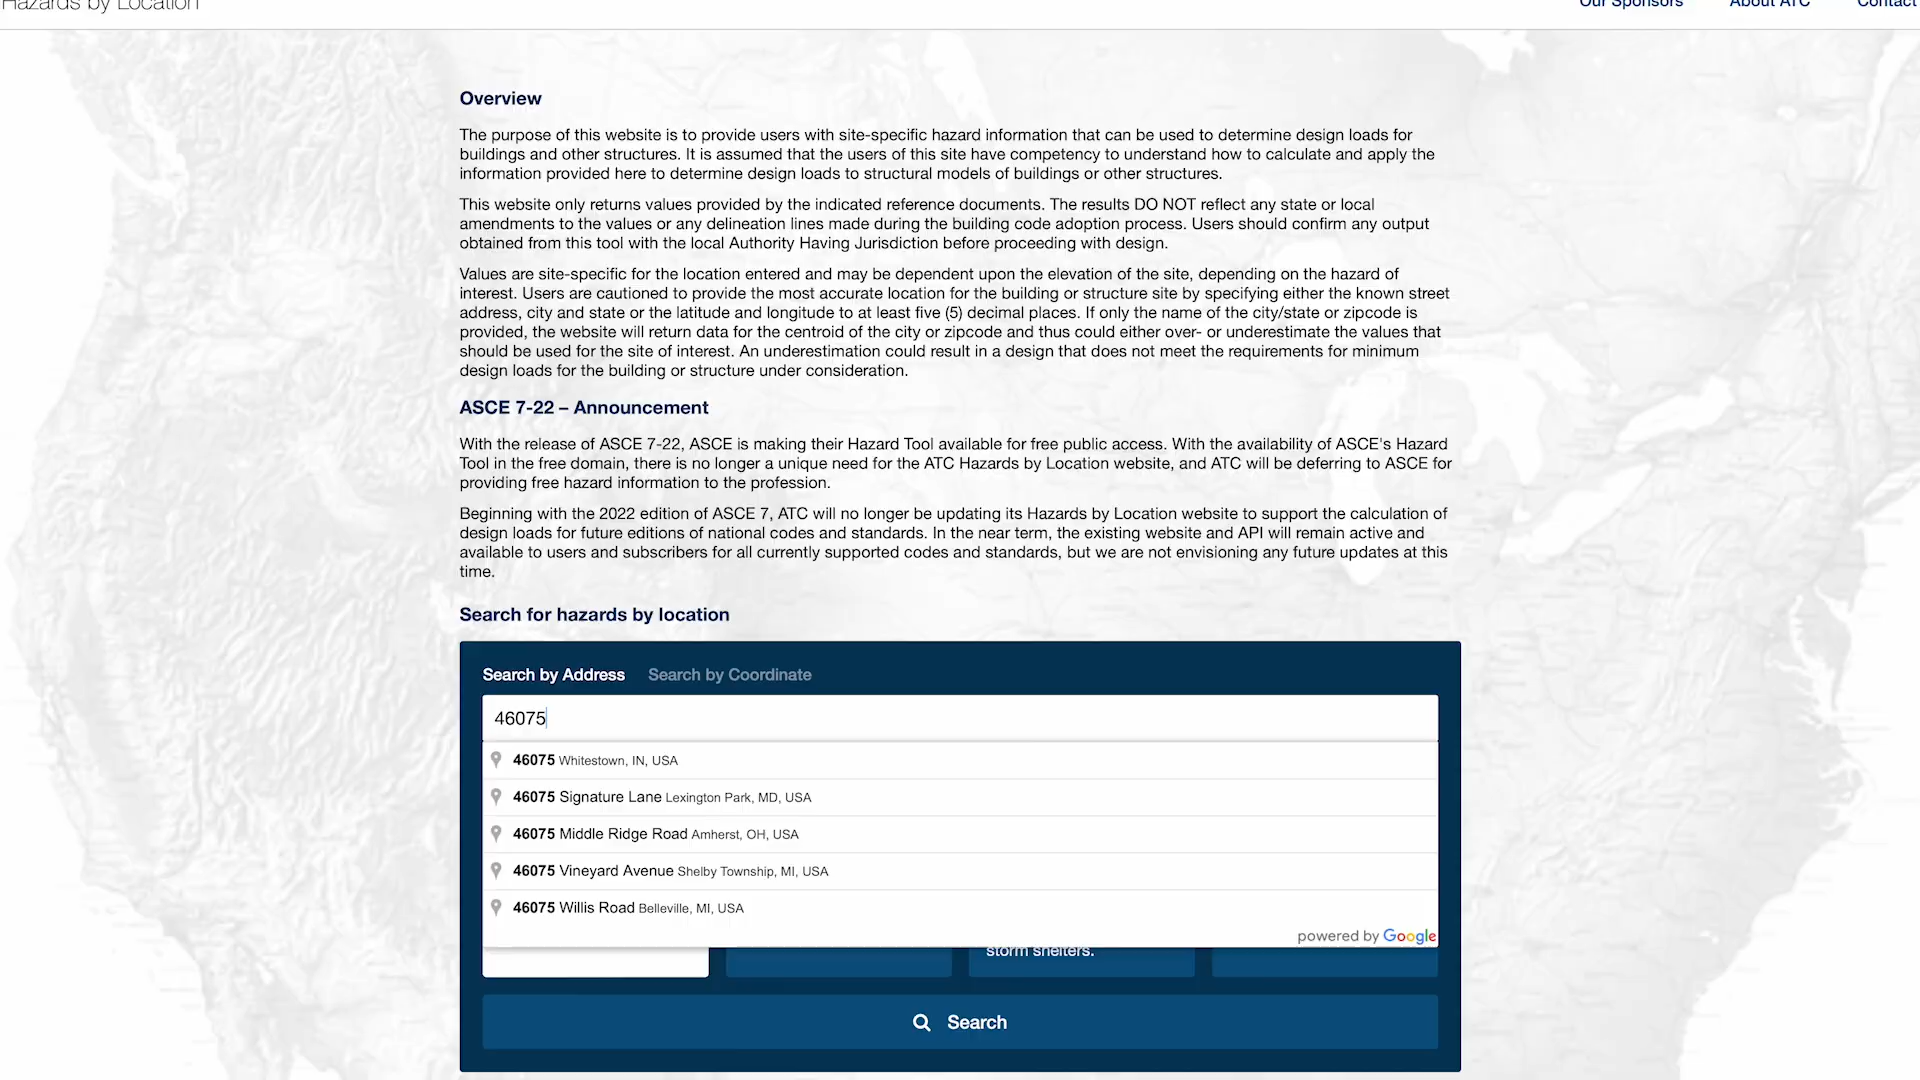 Hazards by Location
Our Sponsors
About ATC
Contact
Overview
The purpose of this website is to provide users with site-specific hazard information that can be used to determine design loads for
buildings and other structures. It is assumed that the users of this site have competency to understand how to calculate and apply the
information provided here to determine design loads to structural models of buildings or other structures.
This website only returns values provided by the indicated reference documents. The results DO NOT reflect any state or local
amendments to the values or any delineation lines made during the building code adoption process. Users should confirm any output
obtained from this tool with the local Authority Having Jurisdiction before proceeding with design.
Values are site-specific for the location entered and may be dependent upon the elevation of the site, depending on the hazard of
interest. Users are cautioned to provide the most accurate location for the building or structure site by specifying either the known street
address, city and state or the latitude and longitude to at least five (5) decimal places. If only the name of the city/state or zipcode is
provided, the website will return data for the centroid of the city or zipcode and thus could either over- or underestimate the values that
should be used for the site of interest. An underestimation could result in a design that does not meet the requirements for minimum
design loads for the building or structure under consideration.
ASCE 7-22 – Announcement
With the release of ASCE 7-22, ASCE is making their Hazard Tool available for free public access. With the availability of ASCE's Hazard
Tool in the free domain, there is no longer a unique need for the ATC Hazards by Location website, and ATC will be deferring to ASCE for
providing free hazard information to the profession.
Beginning with the 2022 edition of ASCE 7, ATC will no longer be updating its Hazards by Location website to support the calculation of
design loads for future editions of national codes and standards. In the near term, the existing website and API will remain active and
available to users and subscribers for all currently supported codes and standards, but we are not envisioning any future updates at this
time.
Search for hazards by location
Search by Address
Search by Coordinate
46075
46075 Whitestown, IN, USA
46075 Signature Lane Lexington Park, MD, USA
46075 Middle Ridge Road Amherst, OH, USA
46075 Vineyard Avenue Shelby Township, MI, USA
46075 Willis Road Belleville, MI, USA
powered by Google
storm shelters.
Search